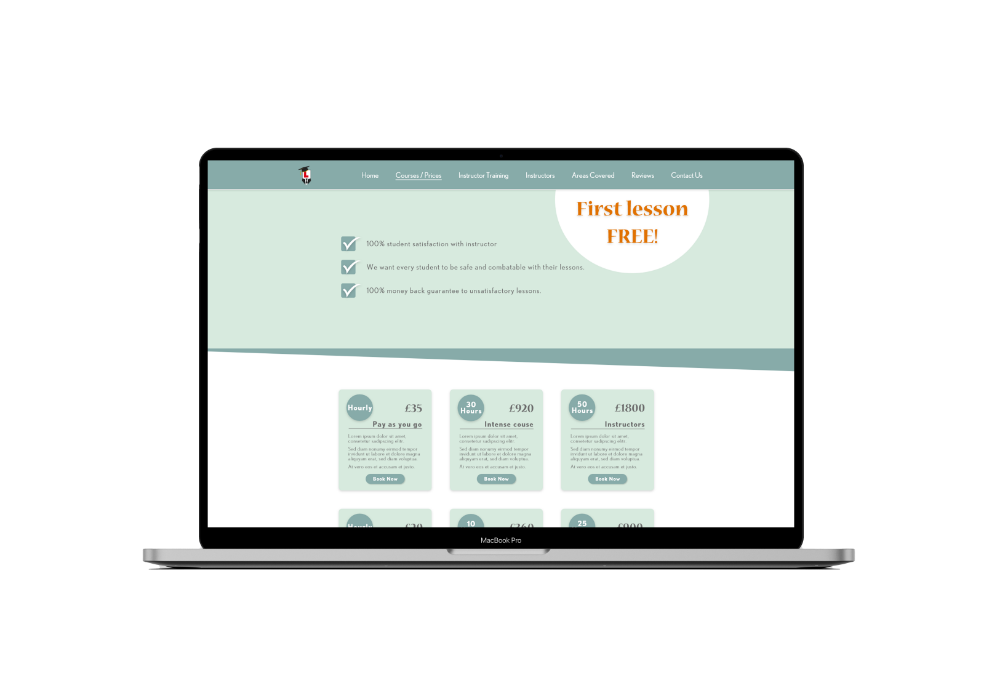 L
Home Courses / Prices Instructor Training Instructors Areas Covered Reviews Contact Us
First lesson
FREE!
100% student satisfaction with instructor
We want every student to be safe and combatable with their lessons.
100% money back guarantee to unsatisfactory lessons.
Hourly
£35
Pay as you go
Lorem ipsum dolor sit amet,
consetetur sadipscing elitr.
Sed diam nonumy eirmod tempor
invidunt ut labore et dolore magna
aliquyam erat, sed diam voluptua.
At vero eos et accusam et justo.
Book Now
30
Hours
£920
Intense couse
Lorem ipsum dolor sit amet,
consetetur sadipscing elitr.
Sed diam nonumy eirmod tempor
invidunt ut labore et dolore magna
aliquyam erat, sed diam voluptua.
At vero eos et accusam et justo.
Book Now
50
Hours
£1800
Instructors
Lorem ipsum dolor sit amet,
consetetur sadipscing elitr.
Sed diam nonumy eirmod tempor
invidunt ut labore et dolore magna
aliquyam erat, sed diam voluptua.
At vero eos et accusam et justo.
Book Now
Hourly
10
25
MacBook Pro